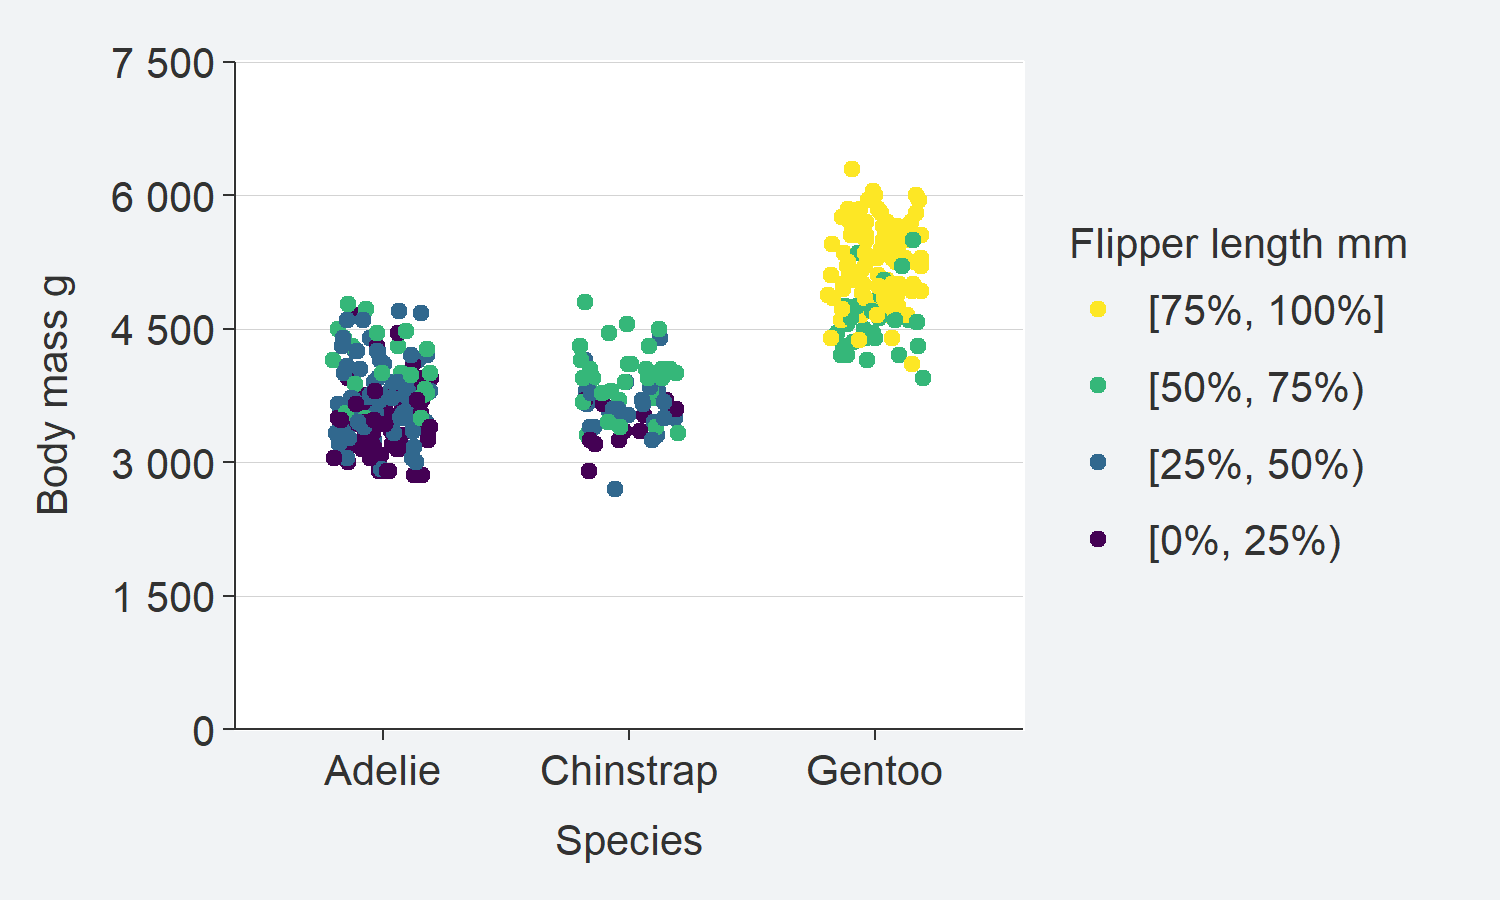 7 500
6 000
4 500
3 000
1 500
0
Body mass g
Adelie
Chinstrap
Gentoo
Species
Flipper length mm
[75%, 100%]
[50%, 75%)
[25%, 50%)
[0%, 25%)